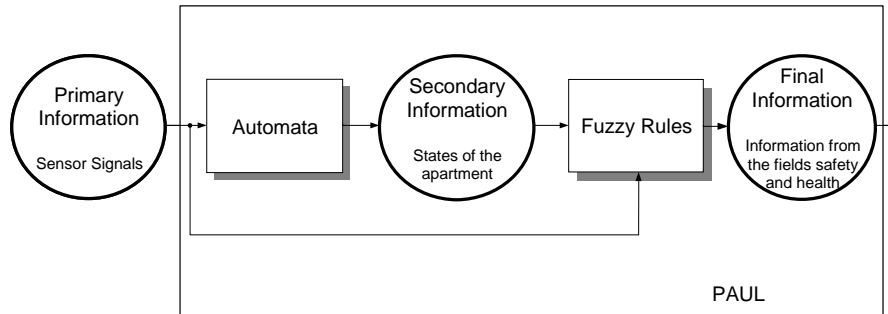 Primary
Information
Sensor Signals
Automata
Secondary
Information
States of the
apartment
Fuzzy Rules
Final
Information
Information from
the fields safety
and health
PAUL